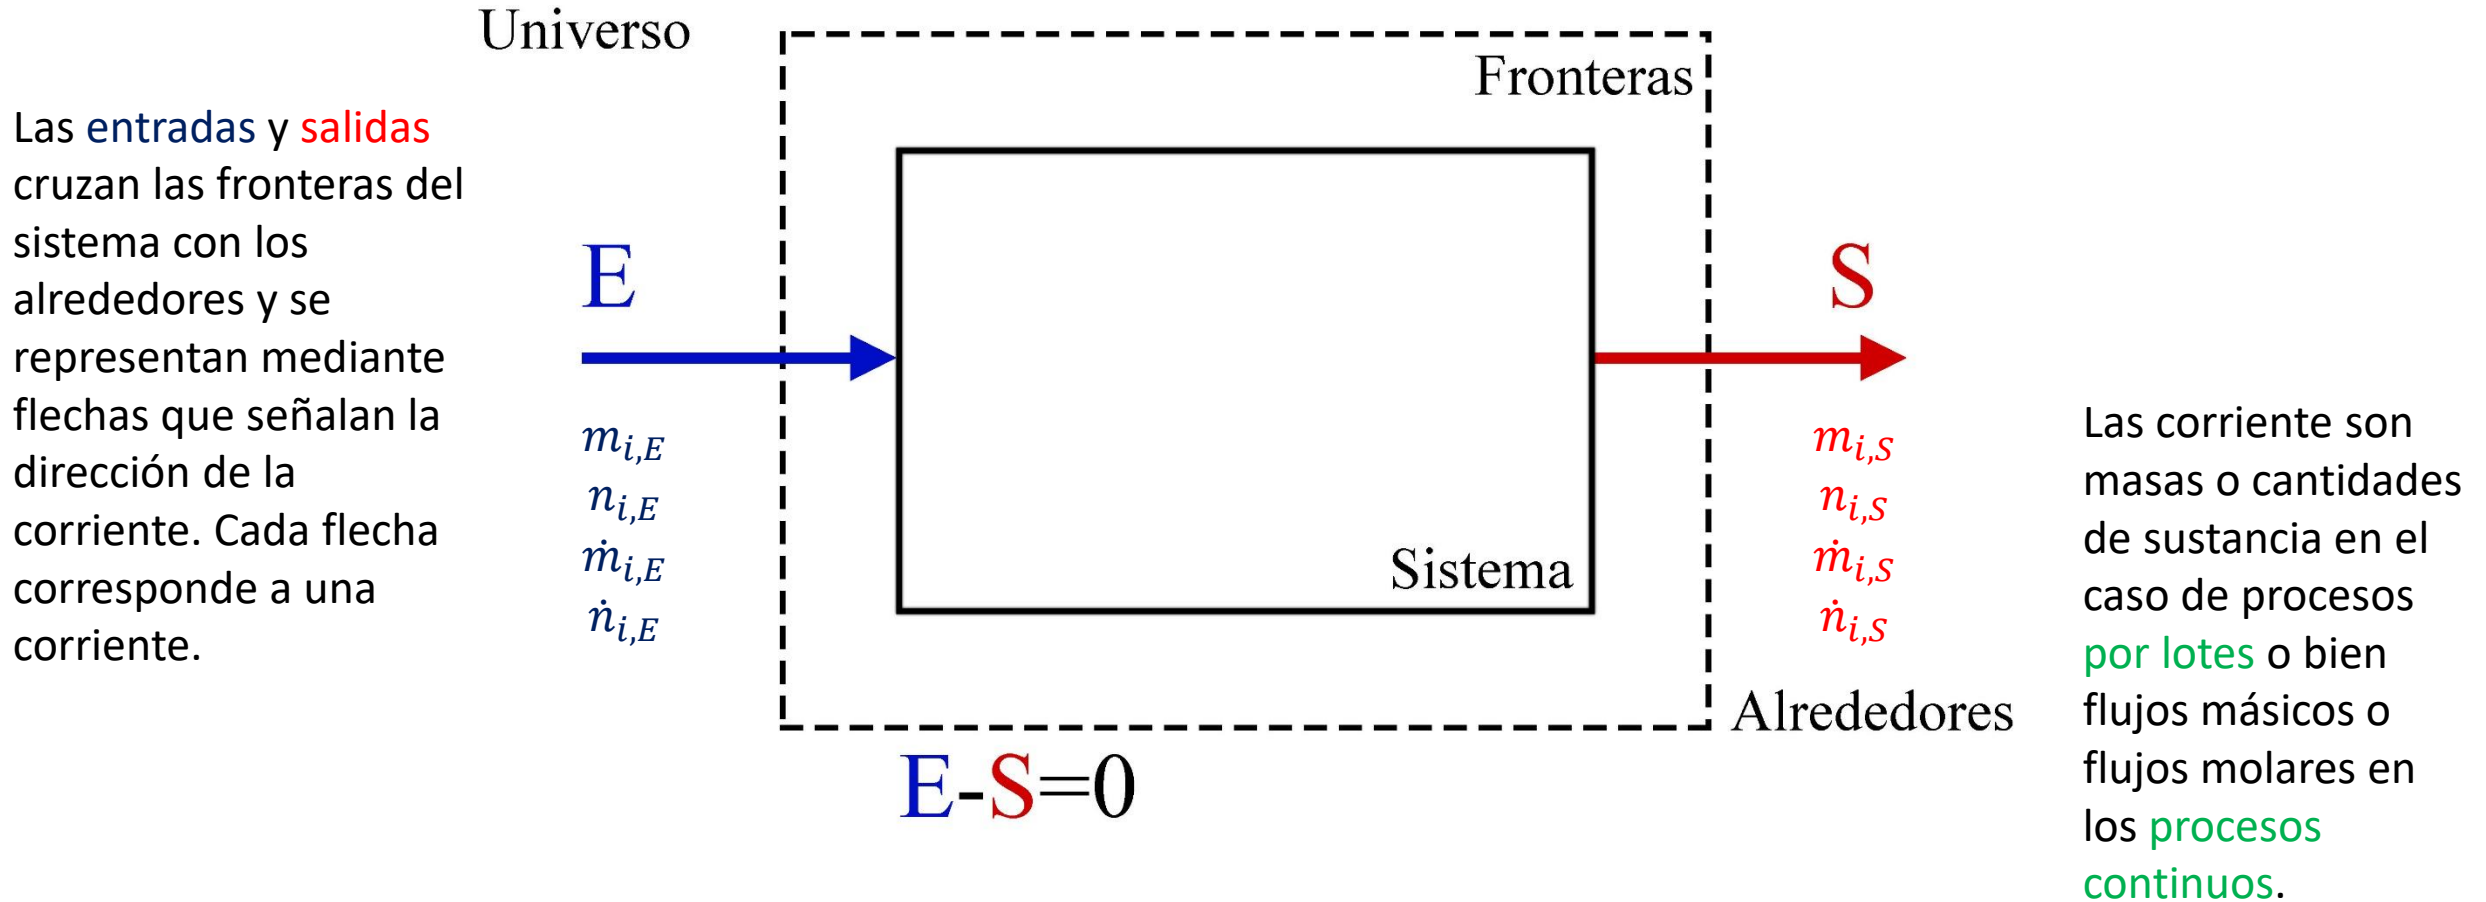 Universo
Fronteras
Las entradas y salidas
cruzan las fronteras del
sistema con los
alrededores y se
representan mediante
flechas que señalan la
dirección de la
corriente. Cada flecha
corresponde a una
corriente.
E
m_{i,E}
n_{i,E}
ṁ_{i,E}
ṅ_{i,E}
Sistema
S
m_{i,S}
n_{i,S}
ṁ_{i,S}
ṅ_{i,S}
Alrededores
E-S=0
Las corriente son
masas o cantidades
de sustancia en el
caso de procesos
por lotes o bien
flujos másicos o
flujos molares en
los procesos
continuos.